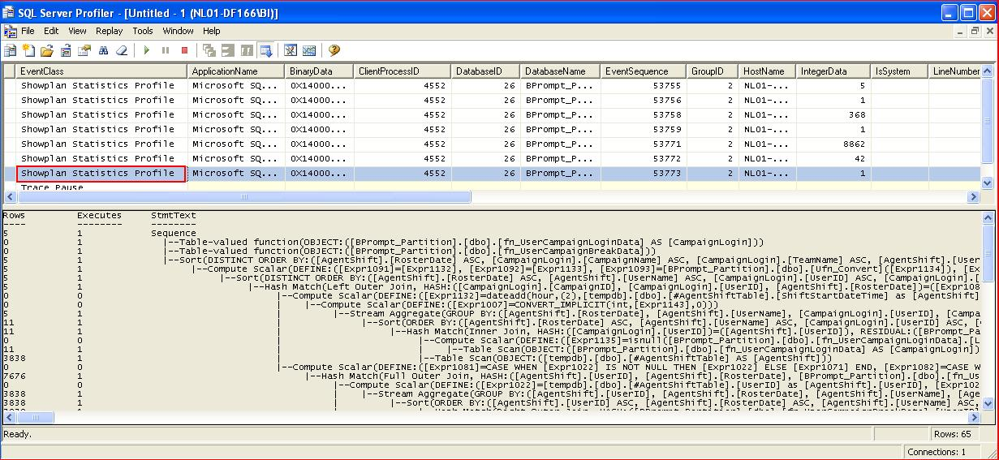 SQL Server Profiler - [Untitled - 1 (NL01-DF166\BI)]
File Edit View Replay Tools Window Help
EventClass ApplicationName BinaryData ClientProcessID DatabaseID DatabaseName EventSequence GroupID HostName IntegerData IsSystem LineNumber
Showplan Statistics Profile Microsoft SQ... 0X14000... 4552 26 BPrompt_P... 53755 2 NL01-... 5
Showplan Statistics Profile Microsoft SQ... 0X14000... 4552 26 BPrompt_P... 53756 2 NL01-... 1
Showplan Statistics Profile Microsoft SQ... 0X14000... 4552 26 BPrompt_P... 53758 2 NL01-... 368
Showplan Statistics Profile Microsoft SQ... 0X14000... 4552 26 BPrompt_P... 53759 2 NL01-... 1
Showplan Statistics Profile Microsoft SQ... 0X14000... 4552 26 BPrompt_P... 53771 2 NL01-... 8862
Showplan Statistics Profile Microsoft SQ... 0X14000... 4552 26 BPrompt_P... 53772 2 NL01-... 42
Showplan Statistics Profile Microsoft SQ... 0X14000... 4552 26 BPrompt_P... 53773 2 NL01-... 1
Trace Pause
Rows Executes StmtText
---- -------- --------
5 1 Sequence
0 1 |--Table-valued function(OBJECT:([BPrompt_Partition].[dbo].[fn_UserCampaignLoginData] AS [CampaignLogin]))
0 1 |--Table-valued function(OBJECT:([BPrompt_Partition].[dbo].[fn_UserCampaignBreakData]))
5 1 |--Sort(DISTINCT ORDER BY:([AgentShift].[RosterDate] ASC, [CampaignLogin].[CampaignName] ASC, [CampaignLogin].[TeamName] ASC, [AgentShift].[User
5 1 |--Compute Scalar(DEFINE:([Expr1091]=[Expr1132], [Expr1092]=[Expr1133], [Expr1093]=[BPrompt_Partition].[dbo].[Ufn_Convert]([Expr1134]), [Ex
5 1 |--Sort(DISTINCT ORDER BY:([AgentShift].[RosterDate] ASC, [AgentShift].[UserName] ASC, [CampaignLogin].[UserID] ASC, [CampaignLogin].[C
5 1 |--Hash Match(Left Outer Join, HASH:([CampaignLogin].[CampaignID], [CampaignLogin].[UserID], [AgentShift].[RosterDate])=([Expr108
0 0 |--Compute Scalar(DEFINE:([Expr1132]=dateadd(hour,(2),[tempdb].[dbo].[#AgentShiftTable].[ShiftStartDateTime] as [AgentShift]
0 0 | |--Compute Scalar(DEFINE:([Expr1007]=CONVERT_IMPLICIT(int,[Expr1143],0)))
5 1 | |--Stream Aggregate(GROUP BY:([AgentShift].[RosterDate], [AgentShift].[UserName], [CampaignLogin].[UserID], [Campa
11 1 | |--Sort(ORDER BY:([AgentShift].[RosterDate] ASC, [AgentShift].[UserName] ASC, [CampaignLogin].[UserID] ASC,
11 1 | |--Hash Match(Inner Join, HASH:([CampaignLogin].[UserID])=([AgentShift].[UserID]), RESIDUAL:([BPrompt_Pa
0 0 | |--Compute Scalar(DEFINE:([Expr1135]=isnull([BPrompt_Partition].[dbo].[fn_UserCampaignLoginData].[L
11 1 | | |--Table Scan(OBJECT:([BPrompt_Partition].[dbo].[fn_UserCampaignLoginData] AS [CampaignLogin])
3838 1 | |--Table Scan(OBJECT:([tempdb].[dbo].[#AgentShiftTable] AS [AgentShift]))
0 0 |--Compute Scalar(DEFINE:([Expr1081]=CASE WHEN [Expr1022] IS NOT NULL THEN [Expr1022] ELSE [Expr1071] END, [Expr1082]=CASE W
7676 1 |--Hash Match(Full Outer Join, HASH:([AgentShift].[UserID], [AgentShift].[RosterDate], [BPrompt_Partition].[dbo].[fn_Us
0 0 |--Compute Scalar(DEFINE:([Expr1022]=[tempdb].[dbo].[#AgentShiftTable].[UserID] as [AgentShift].[UserID], [Expr102
3838 1 | |--Stream Aggregate(GROUP BY:([AgentShift].[UserID], [AgentShift].[RosterDate], [AgentShift].[UserName], [Age
3838 1 | |--Sort(ORDER BY:([AgentShift].[UserID] ASC, [AgentShift].[RosterDate] ASC, [AgentShift].[UserName] ASC,
Ready. Rows: 65
Connections: 1